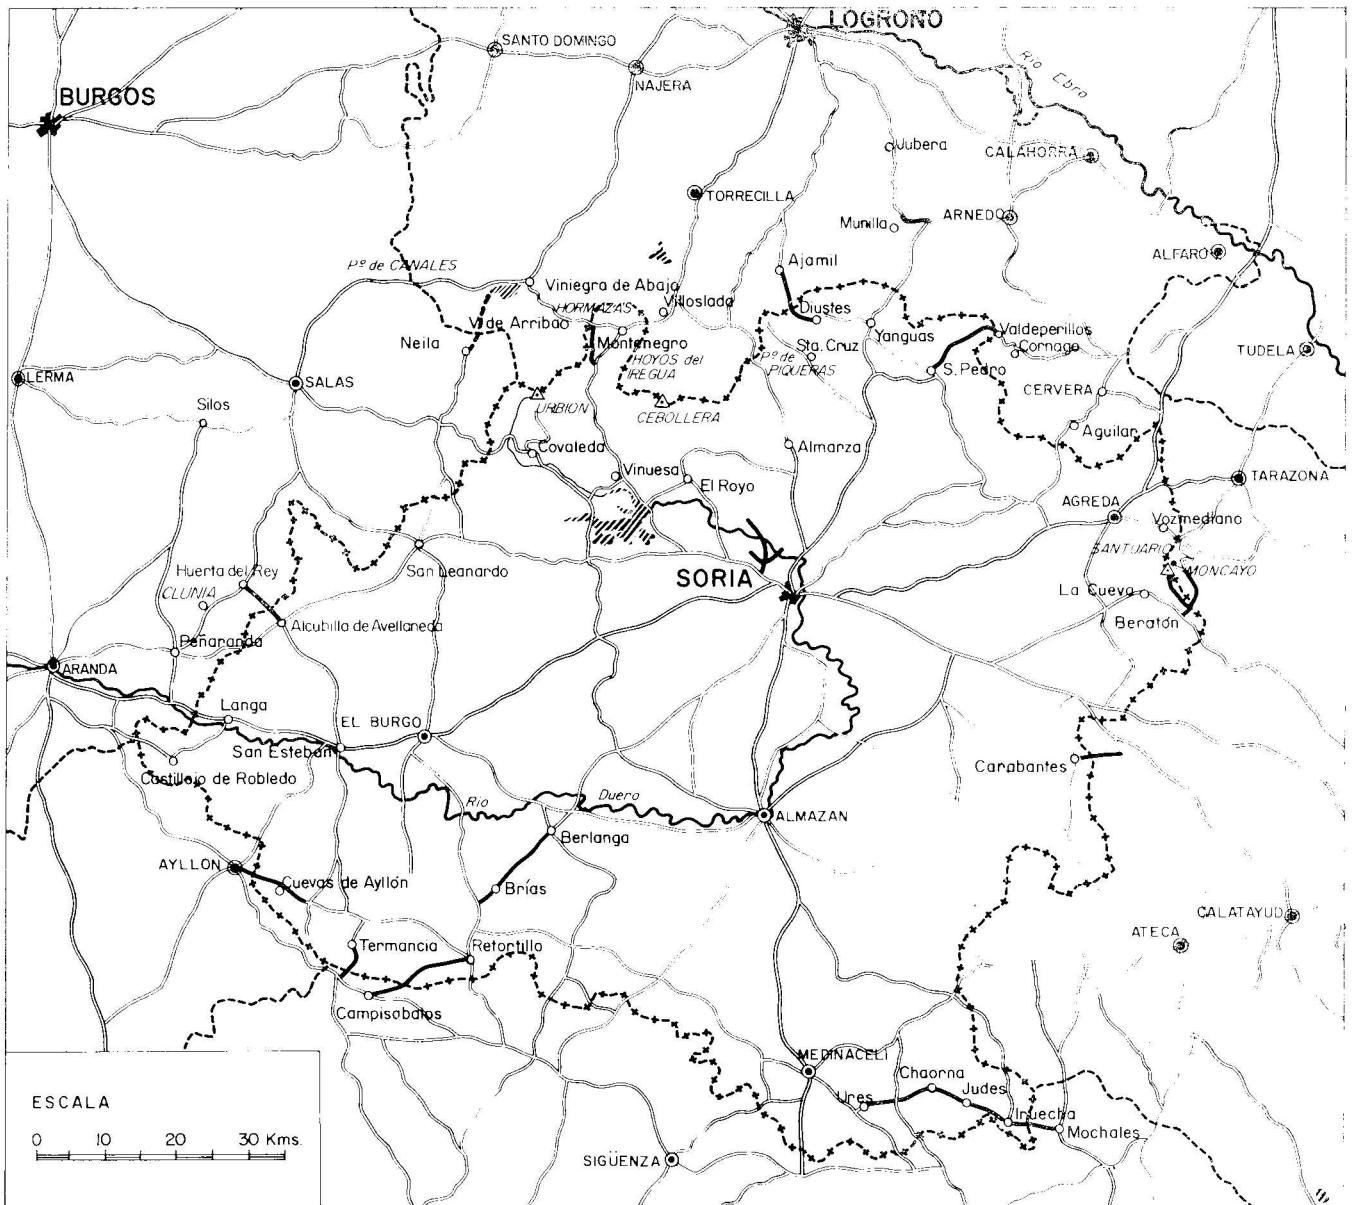 LOGROÑO
SANTO DOMINGO
NAJERA
Rio Ebro
BURGOS
Jubera
CALAHORRA
TORRECILLA
ARNEDO
Munilla
ALFARO
Pº de CANALES
Ajamil
Viniegra de Abajo
HORMAZAS
Villoslada
V. de Arribao
Diustes
Neila
Montenegro
Yanguas
Valdeperillos
Cornago
Sta. Cruz
Pº de
PIQUERAS
HOYOS del
IREGUA
TUDELA
LERMA
SALAS
S. Pedro
CERVERA
Silos
URBION
CEBOLLERA
Aguilar
Covaleda
Almarza
Vinuesa
El Royo
TARAZONA
AGREDA
Vozmediano
SANTUARIO
MONCAYO
San Leanardo
SORIA
Huerta del Rey
CLUNIA
La Cueva
Beratón
Alcubilla de Avellaneda
Peñaranda
ARANDA
Langa
EL BURGO
San Esteban
Castillejo de Robledo
Carabantes
Rio Duero
ALMAZAN
Berlanga
AYLLON
Cuevas de Ayllón
Brías
CALATAYUD
ATECA
Termancia
Retortillo
Campisabalos
MEDINACELI
Chaorna
Judes
Ures
Iruecha
Mochales
SIGÜENZA
ESCALA
0 10 20 30 Kms.